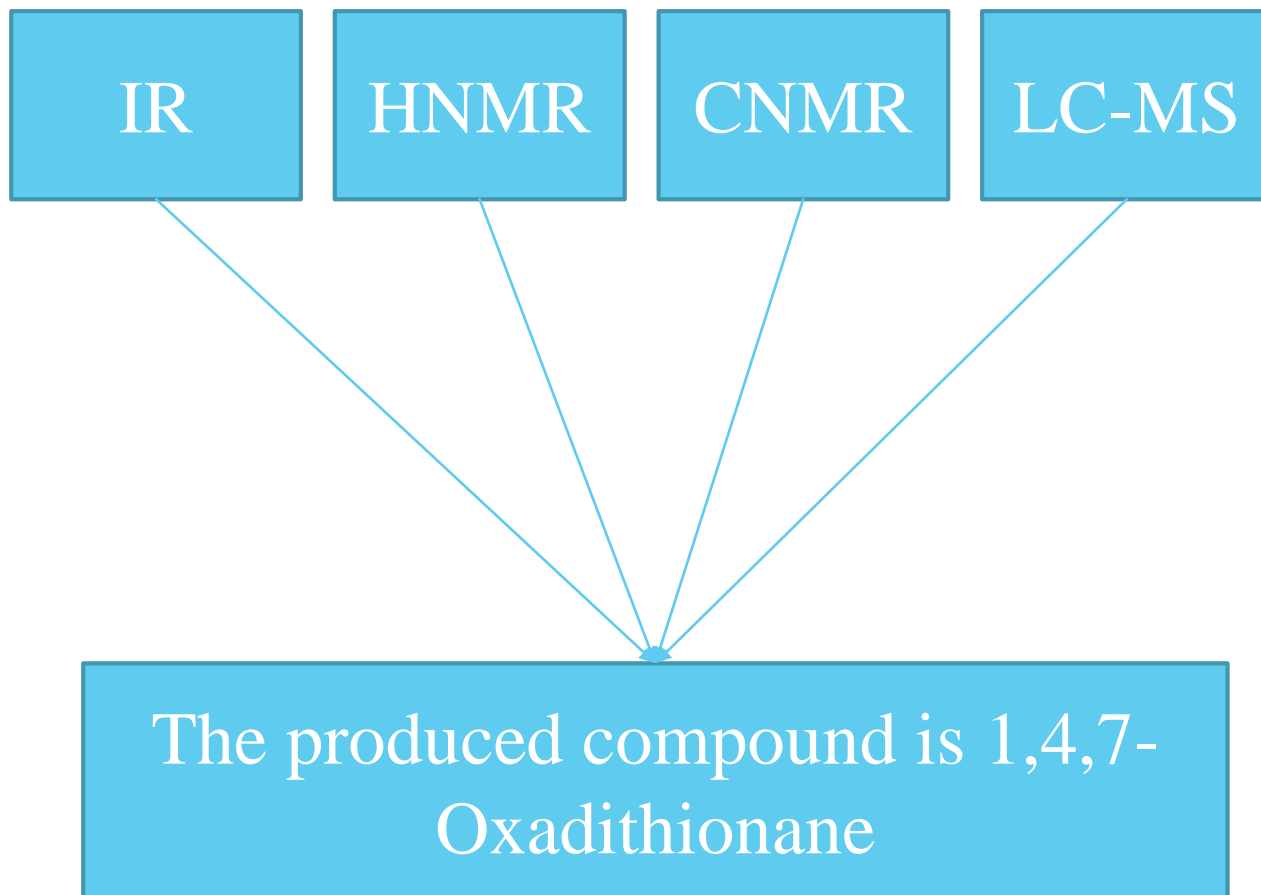 IR
HNMR
CNMR
LC-MS
The produced compound is 1,4,7-
Oxadithionane